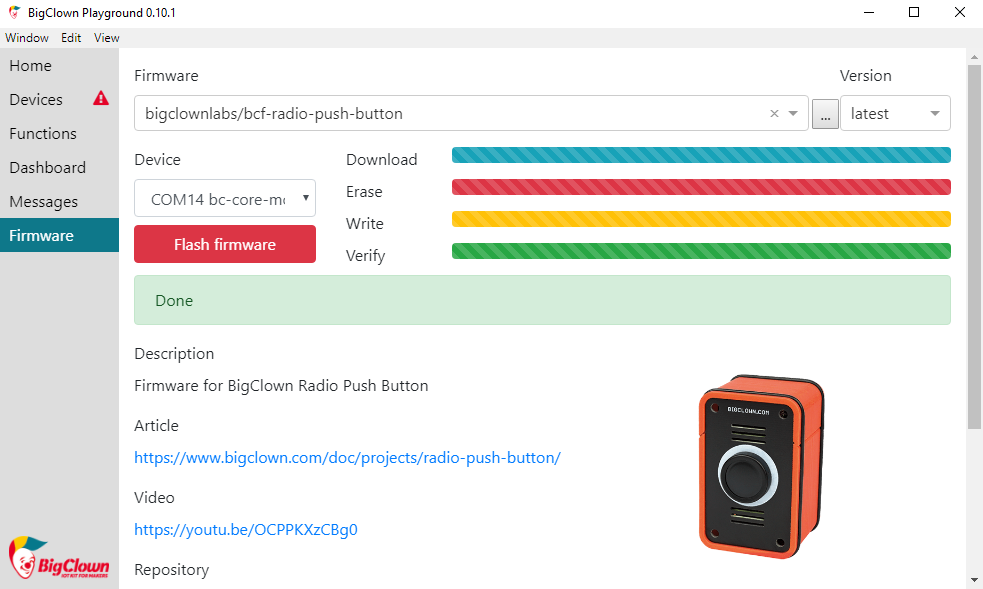 BigClown Playground 0.10.1
Window Edit View
Home
Devices
Functions
Dashboard
Messages
Firmware
Firmware
Version
bigclownlabs/bcf-radio-push-button
...
latest
Device
COM14 bc-core-mo
Flash firmware
Download
Erase
Write
Verify
Done
Description
Firmware for BigClown Radio Push Button
Article
https://www.bigclown.com/doc/projects/radio-push-button/
Video
https://youtu.be/OCPPKXzCBg0
Repository
BIGCLOWN.COM
BigClown
IOT KIT FOR MAKERS